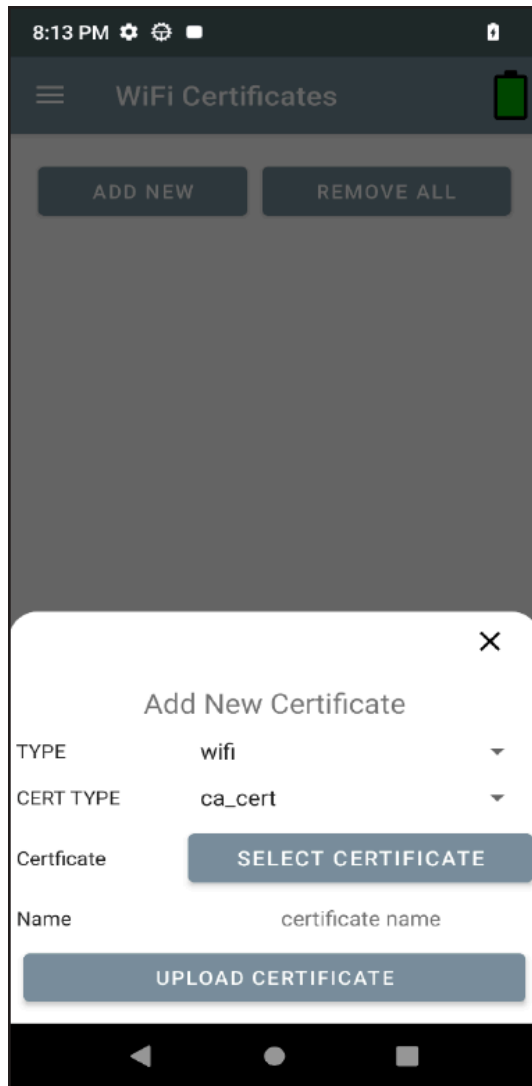 8:13 PM
WiFi Certificates
ADD NEW REMOVE ALL
Add New Certificate
TYPE wifi
CERT TYPE ca_cert
Certficate SELECT CERTIFICATE
Name certificate name
UPLOAD CERTIFICATE